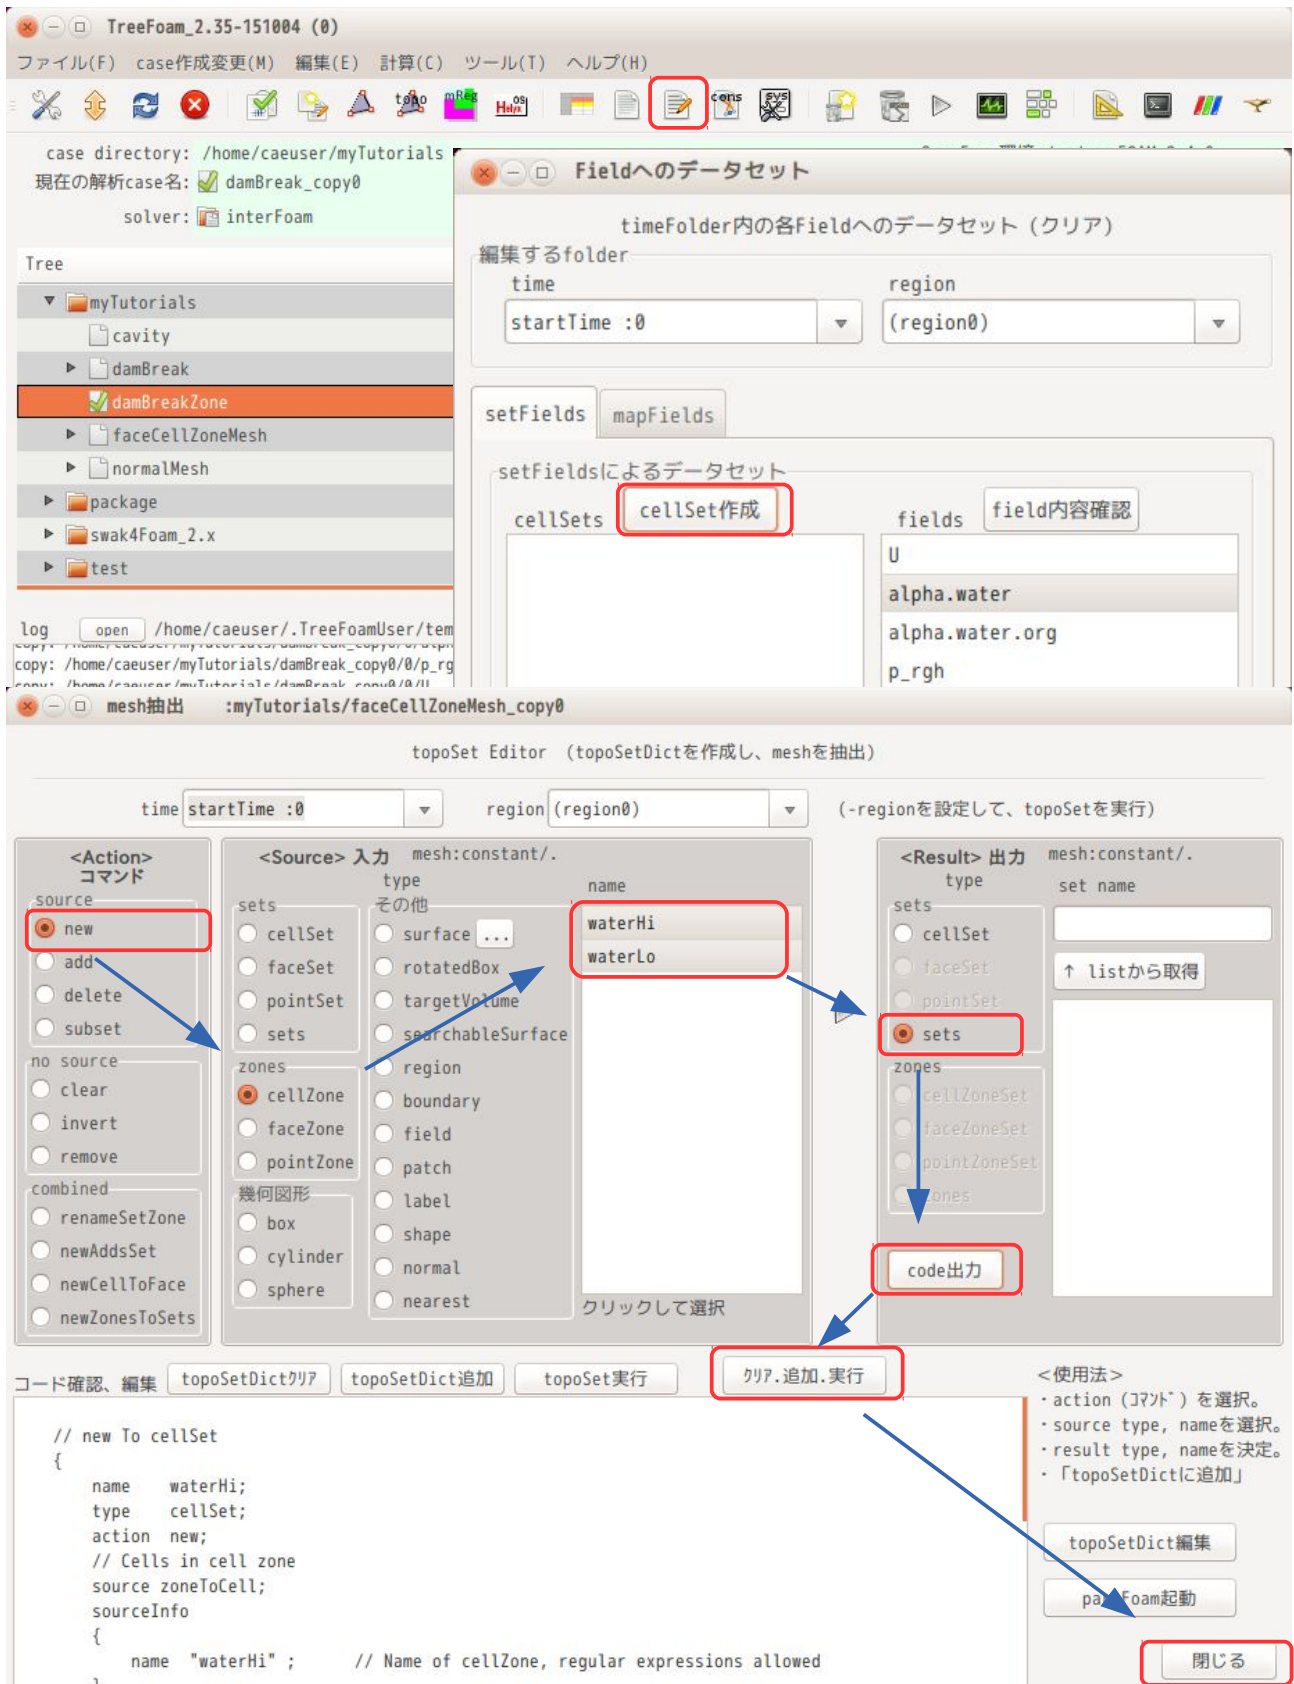 TreeFoam_2.35-151004 (0)
ファイル(F) case作成変更(M) 編集(E) 計算(C) ツール(T) ヘルプ(H)
topo mReg Helyx OS cons sys
case directory: /home/caeuser/myTutorials
現在の解析case名: damBreak_copy0
solver: interFoam
Tree
myTutorials
cavity
damBreak
damBreakZone
faceCellZoneMesh
normalMesh
package
swak4Foam_2.x
test
log open /home/caeuser/.TreeFoamUser/tem
copy: /home/caeuser/myTutorials/damBreak_copy0/0/p_rg
copy: /home/caeuser/myTutorials/damBreak_copy0/0/U
Fieldへのデータセット
timeFolder内の各Fieldへのデータセット (クリア)
編集するfolder
time region
startTime :0 (region0)
setFields mapFields
setFieldsによるデータセット
cellSets cellSet作成 fields field内容確認
U
alpha.water
alpha.water.org
p_rgh
mesh抽出 :myTutorials/faceCellZoneMesh_copy0
topoSet Editor (topoSetDictを作成し、meshを抽出)
time startTime :0 region (region0) (-regionを設定して、topoSetを実行)
<Action>
コマンド
source
new
add
delete
subset
no source
clear
invert
remove
combined
renameSetZone
newAddsSet
newCellToFace
newZonesToSets
<Source> 入力 mesh:constant/.
type name
sets
cellSet
faceSet
pointSet
sets
zones
cellZone
faceZone
pointZone
幾何図形
box
cylinder
sphere
その他
surface ...
rotatedBox
targetVolume
searchableSurface
region
boundary
field
patch
label
shape
normal
nearest
waterHi
waterLo
クリックして選択
<Result> 出力 mesh:constant/.
type set name
sets
cellSet
faceSet
pointSet
sets
zones
cellZoneSet
faceZoneSet
pointZoneSet
zones
↑ listから取得
code出力
コード確認、編集 topoSetDictｸﾘｱ topoSetDict追加 topoSet実行 ｸﾘｱ.追加.実行
// new To cellSet
{
name waterHi;
type cellSet;
action new;
// Cells in cell zone
source zoneToCell;
sourceInfo
{
name "waterHi" ; // Name of cellZone, regular expressions allowed
}
<使用法>
・action (ｺﾏﾝﾄﾞ) を選択。
・source type, nameを選択。
・result type, nameを決定。
・「topoSetDictに追加」
topoSetDict編集
paraFoam起動
閉じる